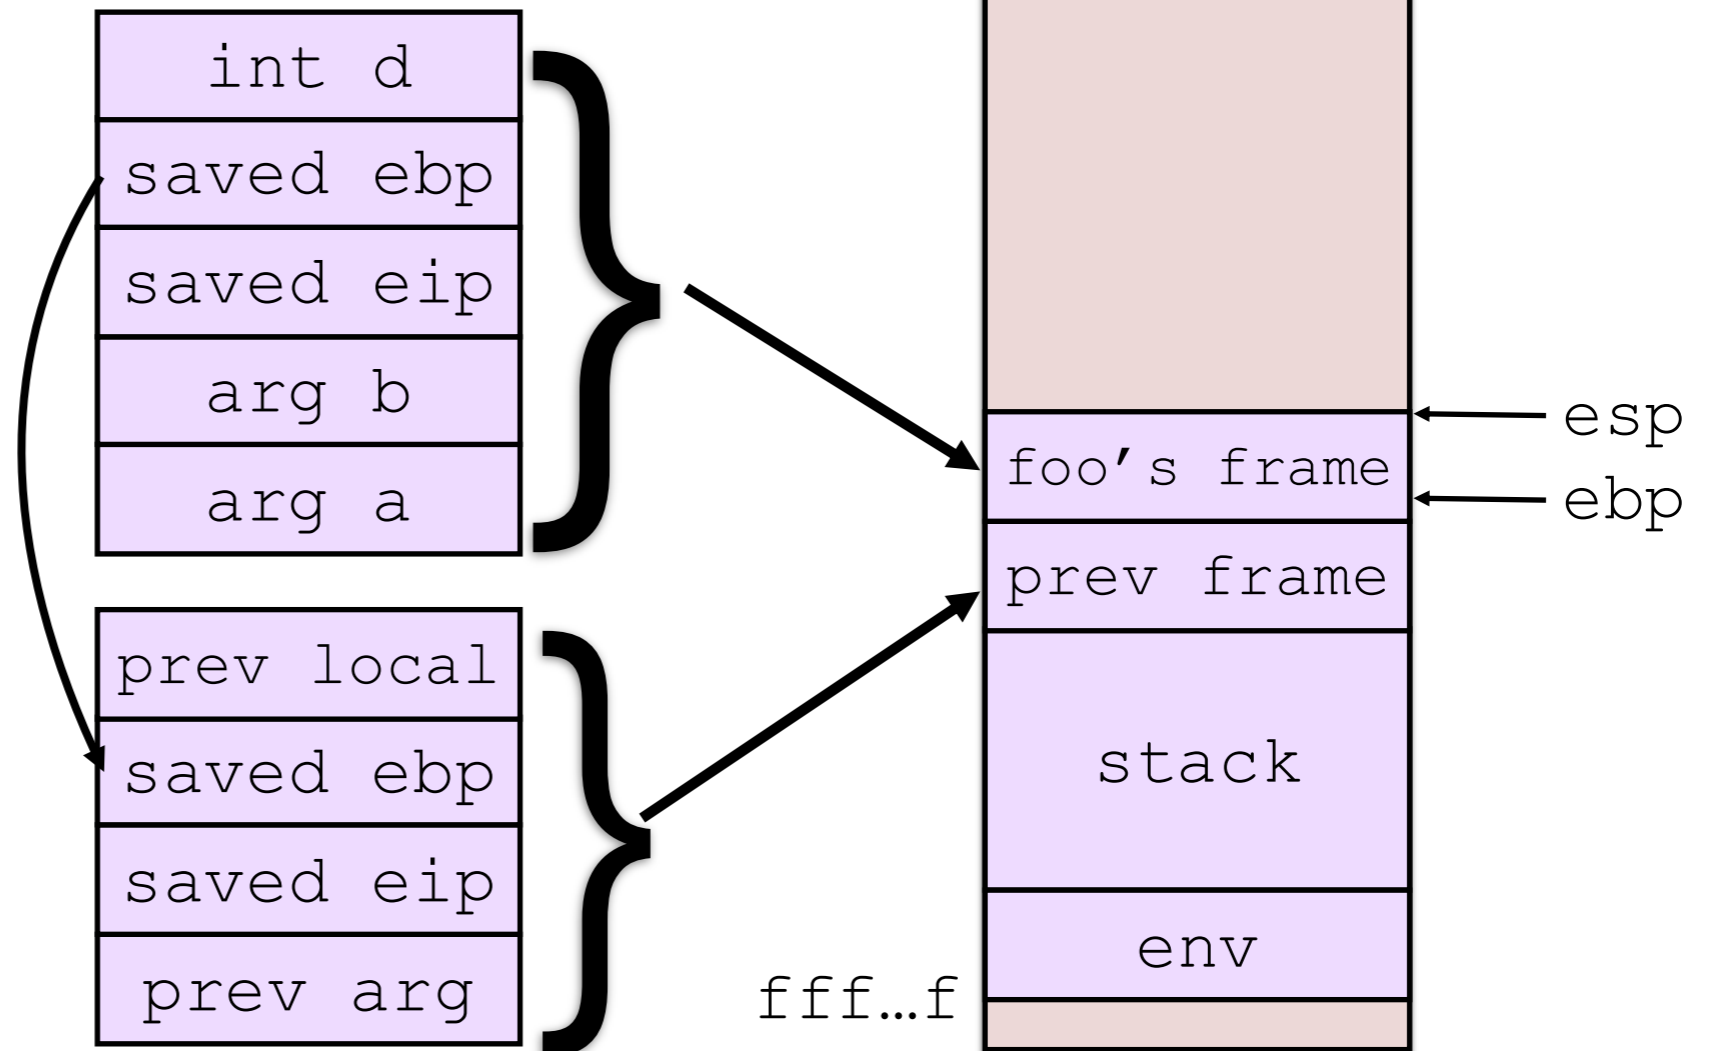 int d
saved ebp
saved eip
arg b
arg a
prev local
saved ebp
saved eip
prev arg
foo’s frame
prev frame
stack
env
fff…f
esp
ebp